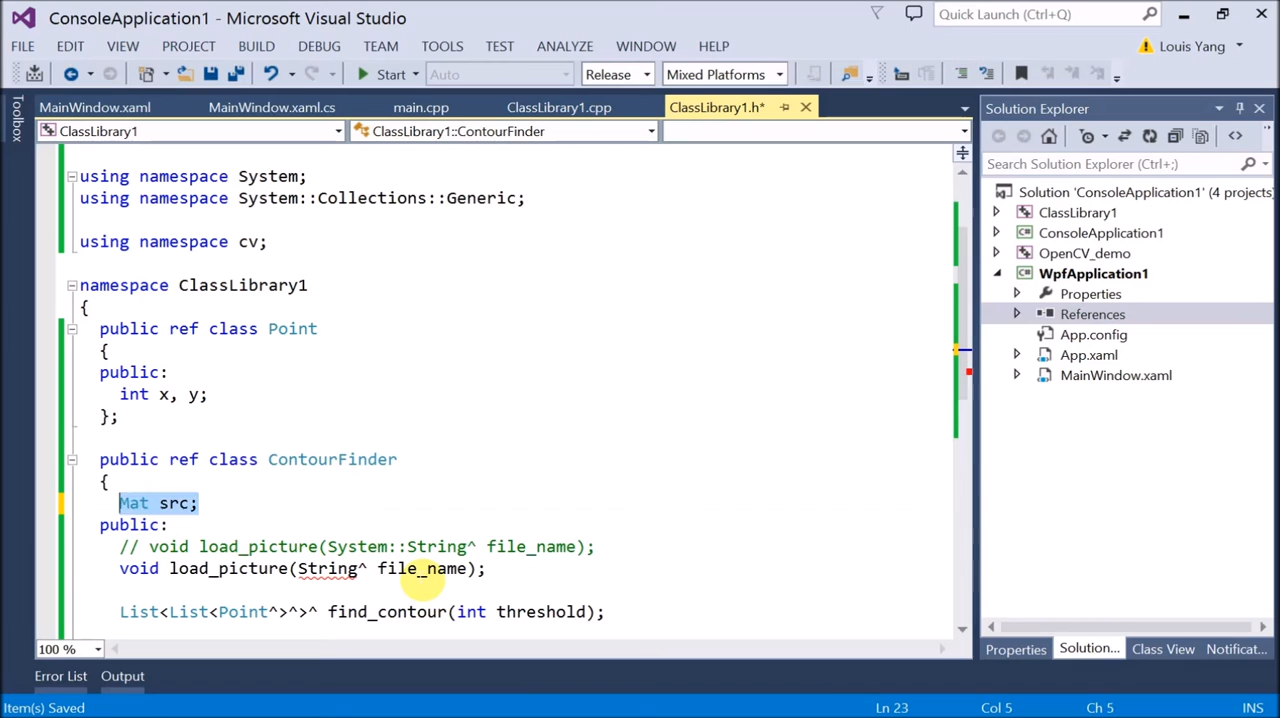 ConsoleApplication1 - Microsoft Visual Studio
Quick Launch (Ctrl+;)
FILE EDIT VIEW PROJECT BUILD DEBUG TEAM TOOLS TEST ANALYZE WINDOW HELP
Louis Yang
Start Auto Release Mixed Platforms
Toolbox
MainWindow.xaml MainWindow.xaml.cs main.cpp ClassLibrary1.cpp ClassLibrary1.h*
ClassLibrary1 ClassLibrary1::ContourFinder
using namespace System;
using namespace System::Collections::Generic;
using namespace cv;
namespace ClassLibrary1
{
public ref class Point
{
public:
int x, y;
};
public ref class ContourFinder
{
Mat src;
public:
// void load_picture(System::String^ file_name);
void load_picture(String^ file_name);
List<List<Point^>^>^ find_contour(int threshold);
100 %
Solution Explorer
Search Solution Explorer (Ctrl+;)
Solution 'ConsoleApplication1' (4 projects)
ClassLibrary1
ConsoleApplication1
OpenCV_demo
WpfApplication1
Properties
References
App.config
App.xaml
MainWindow.xaml
Properties Solution... Class View Notificat...
Error List Output
Item(s) Saved Ln 23 Col 5 Ch 5 INS